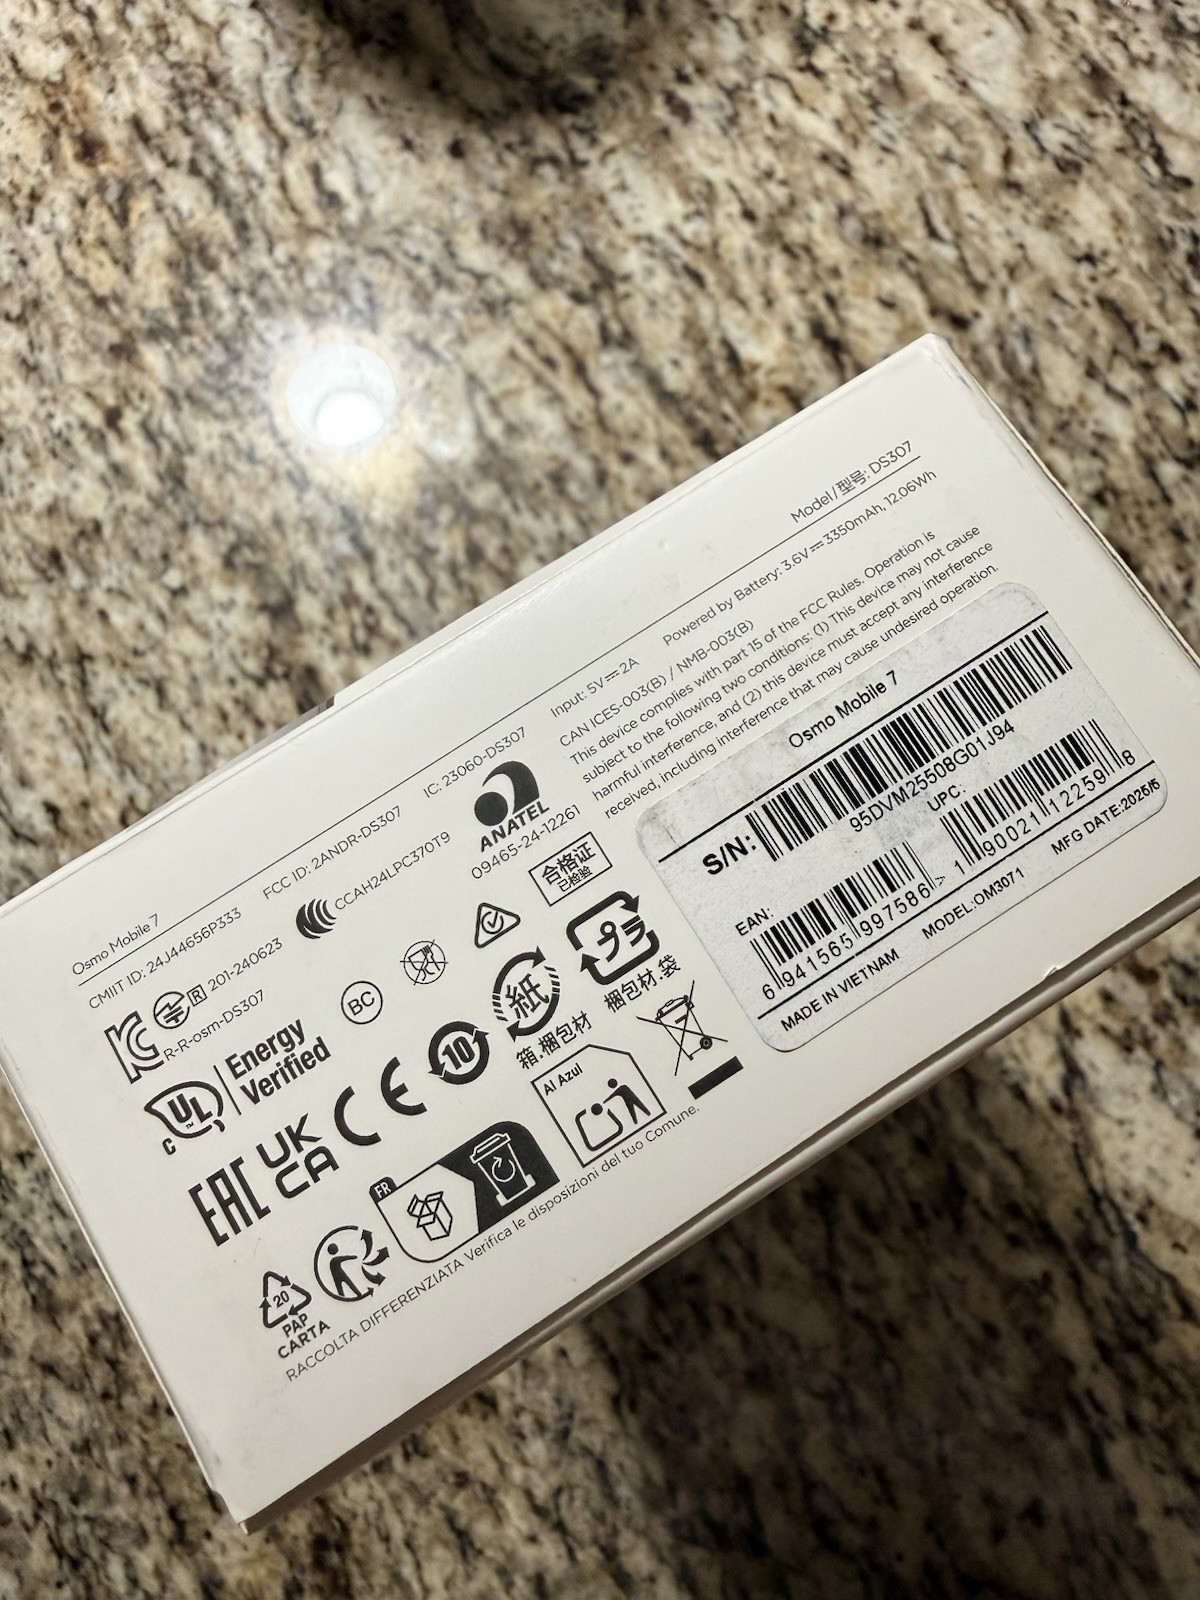 Osmo Mobile 7
Model/型号: DS307
CMIIT ID: 24J44656P333
FCC ID: 2ANDR-DS307
IC: 23060-DS307
Input: 5V⎓2A
Powered by Battery: 3.6V⎓3350mAh, 12.06Wh
R 201-240623
CCAH24LPC370T9
R-R-osm-DS307
ANATEL
09465-24-12261
CAN ICES-003(B) / NMB-003(B)
This device complies with part 15 of the FCC Rules. Operation is
subject to the following two conditions: (1) This device may not cause
harmful interference, and (2) this device must accept any interference
received, including interference that may cause undesired operation.
C UL
Energy
Verified
BC
合格证
已检验
EAC
UK
CA
CE
10
紙
箱.梱包材
プラ
梱包材.袋
20
PAP
CARTA
FR
Al Azul
RACCOLTA DIFFERENZIATA Verifica le disposizioni del tuo Comune.
Osmo Mobile 7
S/N:
95DVM25508G01J94
EAN:
6 941565 997586 >
UPC:
1 90021 12259 8
MADE IN VIETNAM
MODEL:OM3071
MFG DATE:2025/5